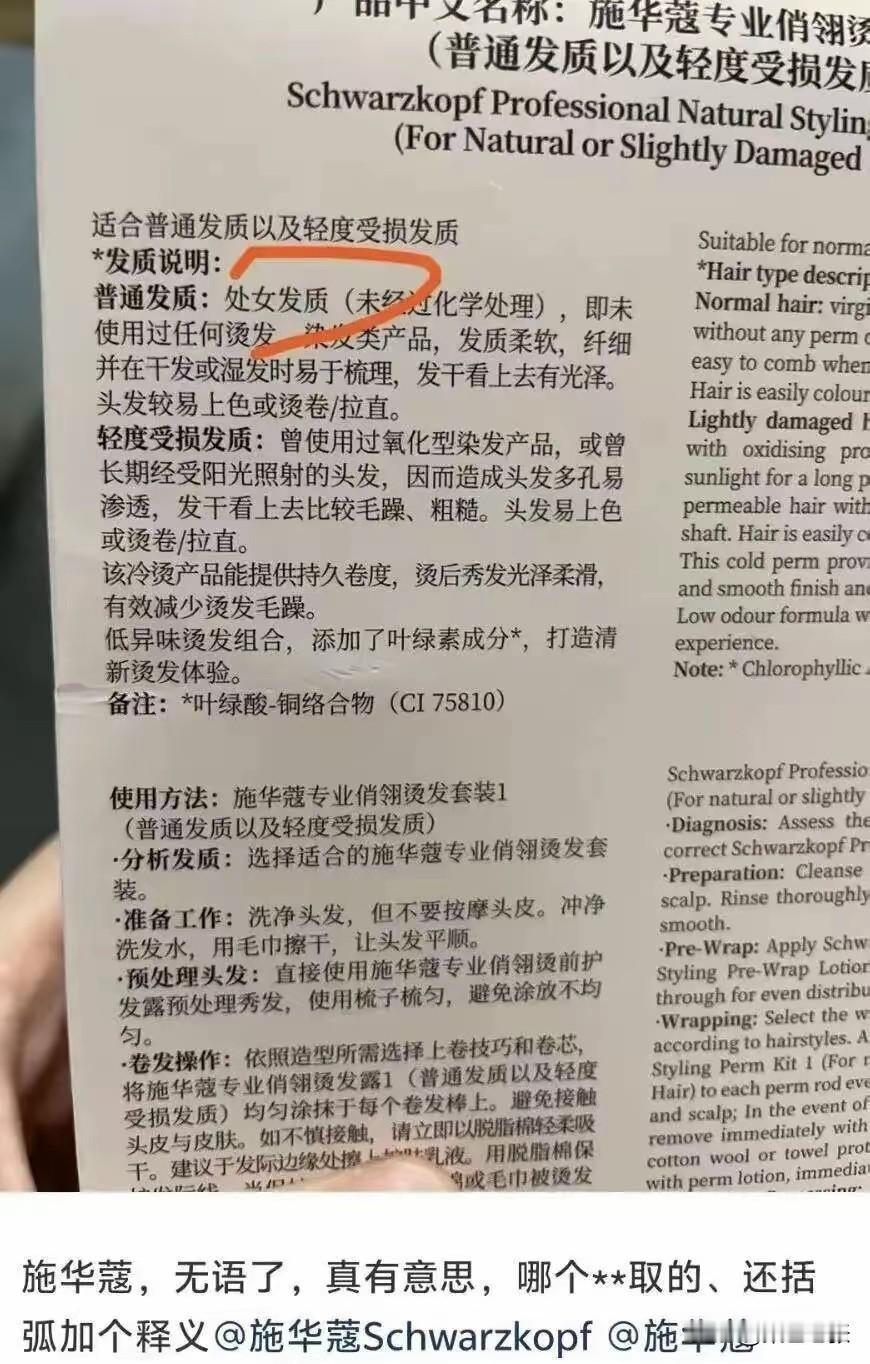 产品中文名称：施华蔻专业俏翎烫
（普通发质以及轻度受损发质
Schwarzkopf Professional Natural Styling
(For Natural or Slightly Damaged
适合普通发质以及轻度受损发质
*发质说明：
普通发质：处女发质（未经过化学处理），即未
使用过任何烫发、染发类产品，发质柔软，纤细
并在干发或湿发时易于梳理，发干看上去有光泽。
头发较易上色或烫卷/拉直。
轻度受损发质：曾使用过氧化型染发产品，或曾
长期经受阳光照射的头发，因而造成头发多孔易
渗透，发干看上去比较毛躁、粗糙。头发易上色
或烫卷/拉直。
该冷烫产品能提供持久卷度，烫后秀发光泽柔滑，
有效减少烫发毛躁。
低异味烫发组合，添加了叶绿素成分*，打造清
新烫发体验。
备注：*叶绿酸-铜络合物（CI 75810）
Suitable for norma
*Hair type descrip
Normal hair: virgi
without any perm o
easy to comb when
Hair is easily colour
Lightly damaged h
with oxidising pro
sunlight for a long p
permeable hair with
shaft. Hair is easily co
This cold perm prov
and smooth finish and
Low odour formula w
experience.
Note: * Chlorophyllic
使用方法：施华蔻专业俏翎烫发套装1
（普通发质以及轻度受损发质）
·分析发质：选择适合的施华蔻专业俏翎烫发套
装。
·准备工作：洗净头发，但不要按摩头皮。冲净
洗发水，用毛巾擦干，让头发平顺。
·预处理头发：直接使用施华蔻专业俏翎烫前护
发露预处理秀发，使用梳子梳匀，避免涂放不均
匀。
·卷发操作：依照造型所需选择上卷技巧和卷芯，
将施华蔻专业俏翎烫发露1（普通发质以及轻度
受损发质）均匀涂抹于每个卷发棒上。避免接触
头皮与皮肤。如不慎接触，请立即以脱脂棉轻柔吸
干。建议于发际边缘处擦上护肤乳液。用脱脂棉保
棉或毛巾被烫发
Schwarzkopf Professio
(For natural or slightly
·Diagnosis: Assess the
correct Schwarzkopf Pr
·Preparation: Cleanse
scalp. Rinse thoroughly
smooth.
·Pre-Wrap: Apply Schw
Styling Pre-Wrap Lotion
through for even distribu
·Wrapping: Select the w
according to hairstyles. A
Styling Perm Kit 1 (For n
Hair) to each perm rod eve
and scalp; In the event of
remove immediately with
cotton wool or towel prot
with perm lotion, immedia
施华蔻，无语了，真有意思，哪个**取的、还括
弧加个释义@施华蔻Schwarzkopf @施华蔻